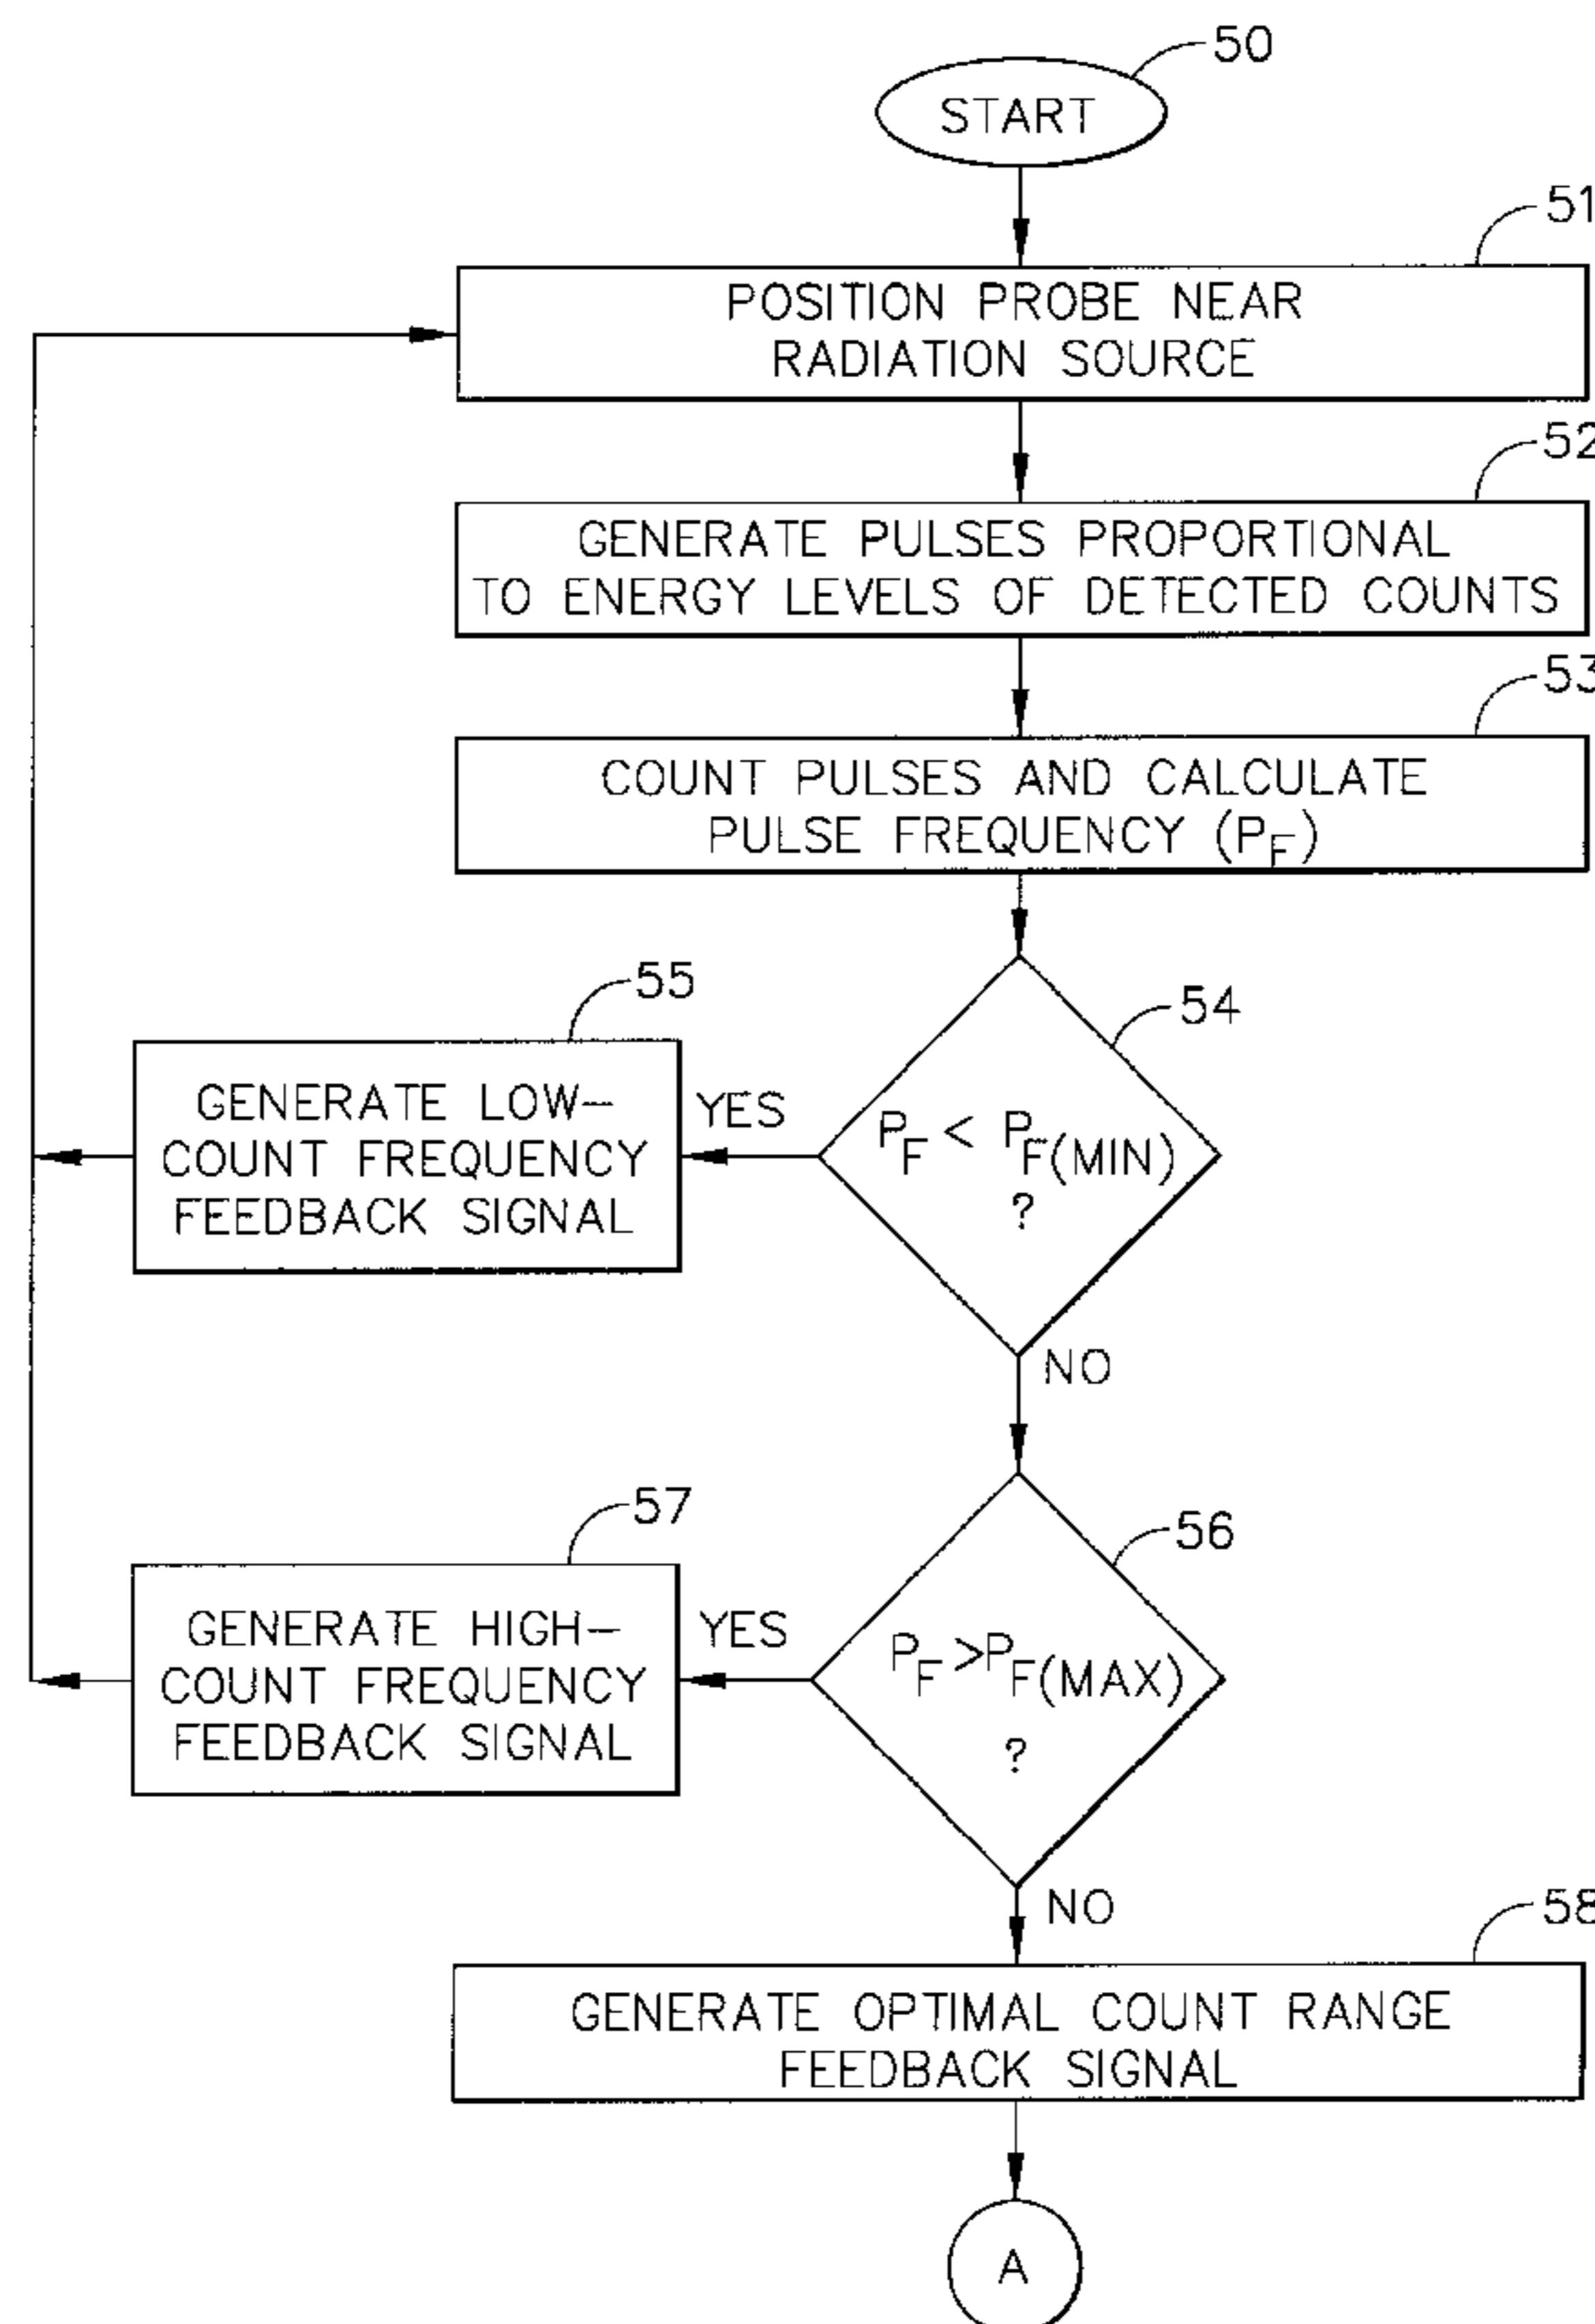 50
START
51
POSITION PROBE NEAR
RADIATION SOURCE
52
GENERATE PULSES PROPORTIONAL
TO ENERGY LEVELS OF DETECTED COUNTS
53
COUNT PULSES AND CALCULATE
PULSE FREQUENCY (PF)
55
54
GENERATE LOW-
COUNT FREQUENCY
FEEDBACK SIGNAL
YES
PF < PF(MIN)
?
NO
57
56
GENERATE HIGH-
COUNT FREQUENCY
FEEDBACK SIGNAL
YES
PF >PF(MAX)
?
NO
58
GENERATE OPTIMAL COUNT RANGE
FEEDBACK SIGNAL
A